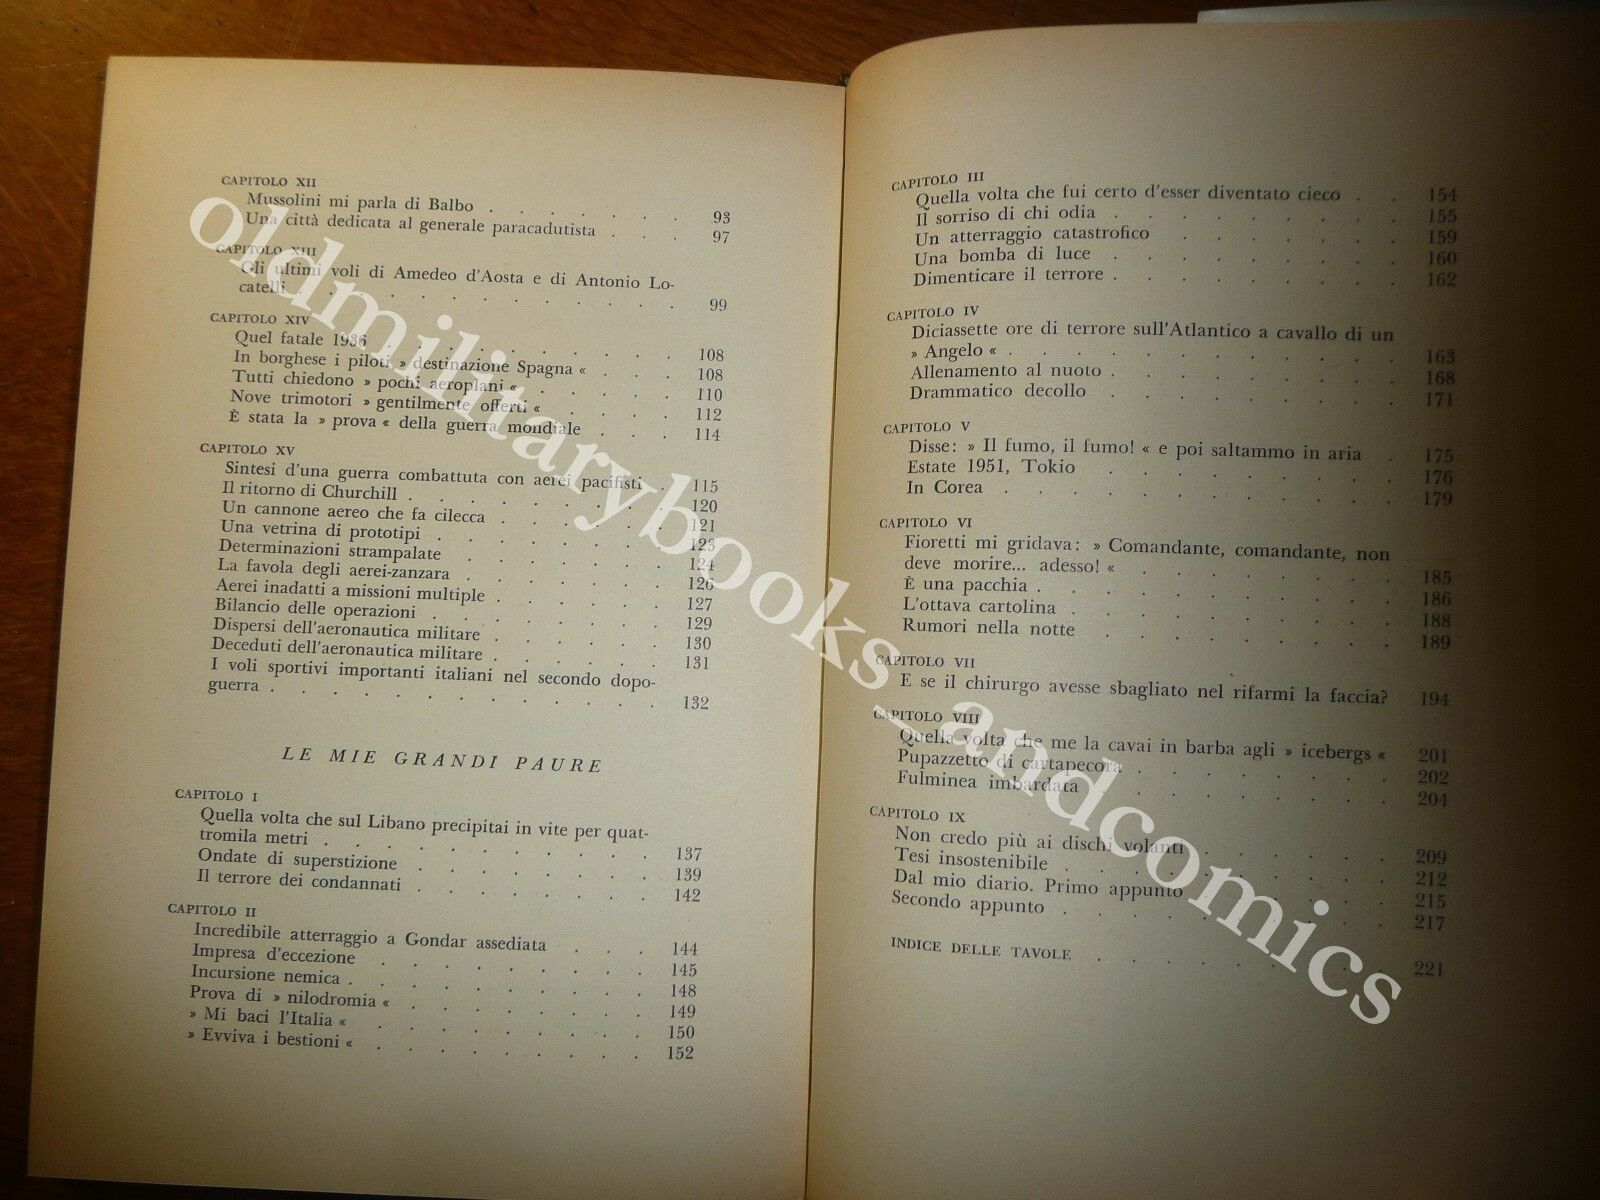 CAPITOLO XII
Mussolini mi parla di Balbo . . . . . . . 93
Una città dedicata al generale paracadutista . . . 97
CAPITOLO XIII
Gli ultimi voli di Amedeo d'Aosta e di Antonio Lo-
catelli . . . . . . . . . . . . . 99
CAPITOLO XIV
Quel fatale 1936 . . . . . . . . . . 108
In borghese i piloti » destinazione Spagna « . . . 108
Tutti chiedono » pochi aeroplani « . . . . . 110
Nove trimotori » gentilmente offerti « . . . . 112
È stata la » prova « della guerra mondiale . . . 114
CAPITOLO XV
Sintesi d'una guerra combattuta con aerei pacifisti . 115
Il ritorno di Churchill . . . . . . . . 120
Un cannone aereo che fa cilecca . . . . . . 121
Una vetrina di prototipi . . . . . . . . 123
Determinazioni strampalate . . . . . . . 124
La favola degli aerei-zanzara . . . . . . . 126
Aerei inadatti a missioni multiple . . . . . . 127
Bilancio delle operazioni . . . . . . . . 129
Dispersi dell'aeronautica militare . . . . . . 130
Deceduti dell'aeronautica militare . . . . . . 131
I voli sportivi importanti italiani nel secondo dopo-
guerra . . . . . . . . . . . . . 132
LE MIE GRANDI PAURE
CAPITOLO I
Quella volta che sul Libano precipitai in vite per quat-
tromila metri . . . . . . . . . . . 137
Ondate di superstizione . . . . . . . . 139
Il terrore dei condannati . . . . . . . . 142
CAPITOLO II
Incredibile atterraggio a Gondar assediata . . . 144
Impresa d'eccezione . . . . . . . . . 145
Incursione nemica . . . . . . . . . . 148
Prova di » nilodromia « . . . . . . . . 149
» Mi baci l'Italia « . . . . . . . . . 150
» Evviva i bestioni « . . . . . . . . . 152
CAPITOLO III
Quella volta che fui certo d'esser diventato cieco . . 154
Il sorriso di chi odia . . . . . . . . . 155
Un atterraggio catastrofico . . . . . . . 159
Una bomba di luce . . . . . . . . . 160
Dimenticare il terrore . . . . . . . . . 162
CAPITOLO IV
Diciassette ore di terrore sull'Atlantico a cavallo di un
» Angelo « . . . . . . . . . . . . 163
Allenamento al nuoto . . . . . . . . . 168
Drammatico decollo . . . . . . . . . 171
CAPITOLO V
Disse: » Il fumo, il fumo! « e poi saltammo in aria . 175
Estate 1951, Tokio . . . . . . . . . 176
In Corea . . . . . . . . . . . . 179
CAPITOLO VI
Fioretti mi gridava: » Comandante, comandante, non
deve morire... adesso! « . . . . . . . . 185
È una pacchia . . . . . . . . . . . 186
L'ottava cartolina . . . . . . . . . . 188
Rumori nella notte . . . . . . . . . 189
CAPITOLO VII
E se il chirurgo avesse sbagliato nel rifarmi la faccia? 194
CAPITOLO VIII
Quella volta che me la cavai in barba agli » icebergs « 201
Pupazzetto di cartapecora . . . . . . . . 202
Fulminea imbardata . . . . . . . . . 204
CAPITOLO IX
Non credo più ai dischi volanti . . . . . . 209
Tesi insostenibile . . . . . . . . . . 212
Dal mio diario. Primo appunto . . . . . . 215
Secondo appunto . . . . . . . . . . 217
INDICE DELLE TAVOLE . . . . . . . . 221
oldmilitarybooks_andcomics